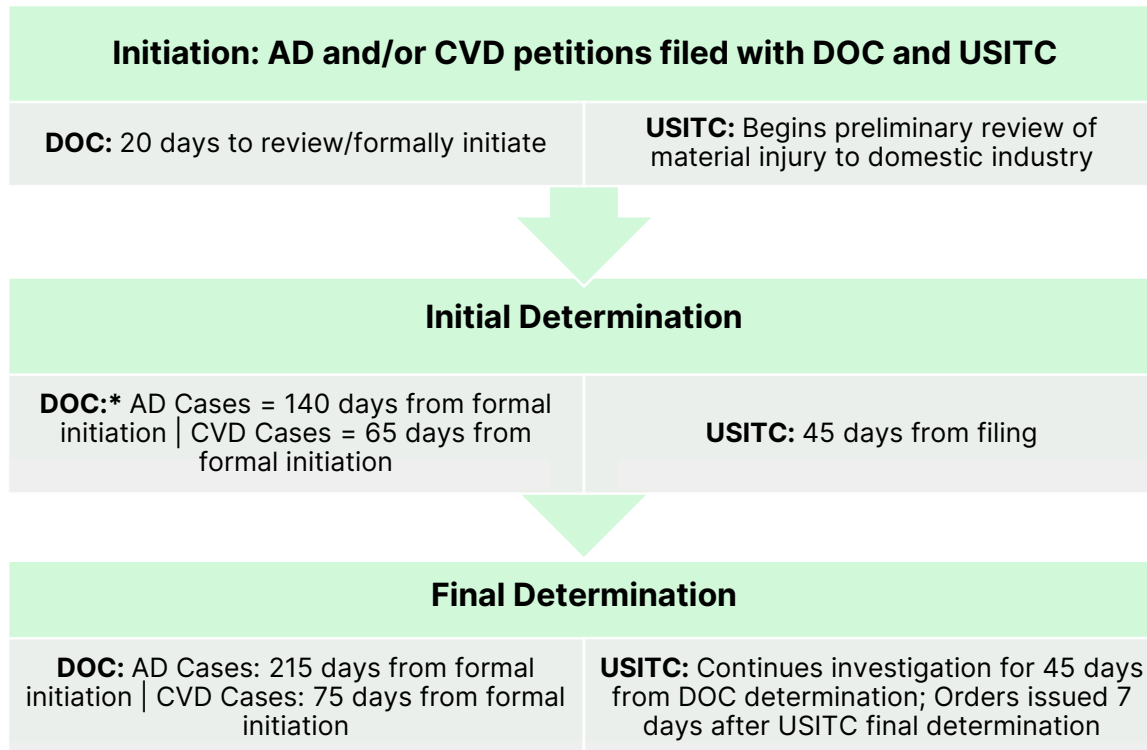 Initiation: AD and/or CVD petitions filed with DOC and USITC
DOC: 20 days to review/formally initiate
USITC: Begins preliminary review of
material injury to domestic industry
Initial Determination
DOC:* AD Cases = 140 days from formal
initiation | CVD Cases = 65 days from
formal initiation
USITC: 45 days from filing
Final Determination
DOC: AD Cases: 215 days from formal
initiation | CVD Cases: 75 days from formal
initiation
USITC: Continues investigation for 45 days
from DOC determination; Orders issued 7
days after USITC final determination